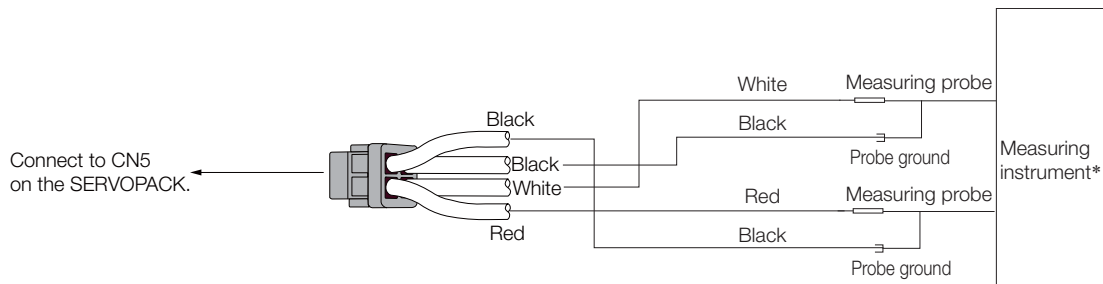 Connect to CN5
on the SERVOPACK.
Black
Black
White
Red
White
Measuring probe
Black
Probe ground
Red
Measuring probe
Black
Probe ground
Measuring
instrument*